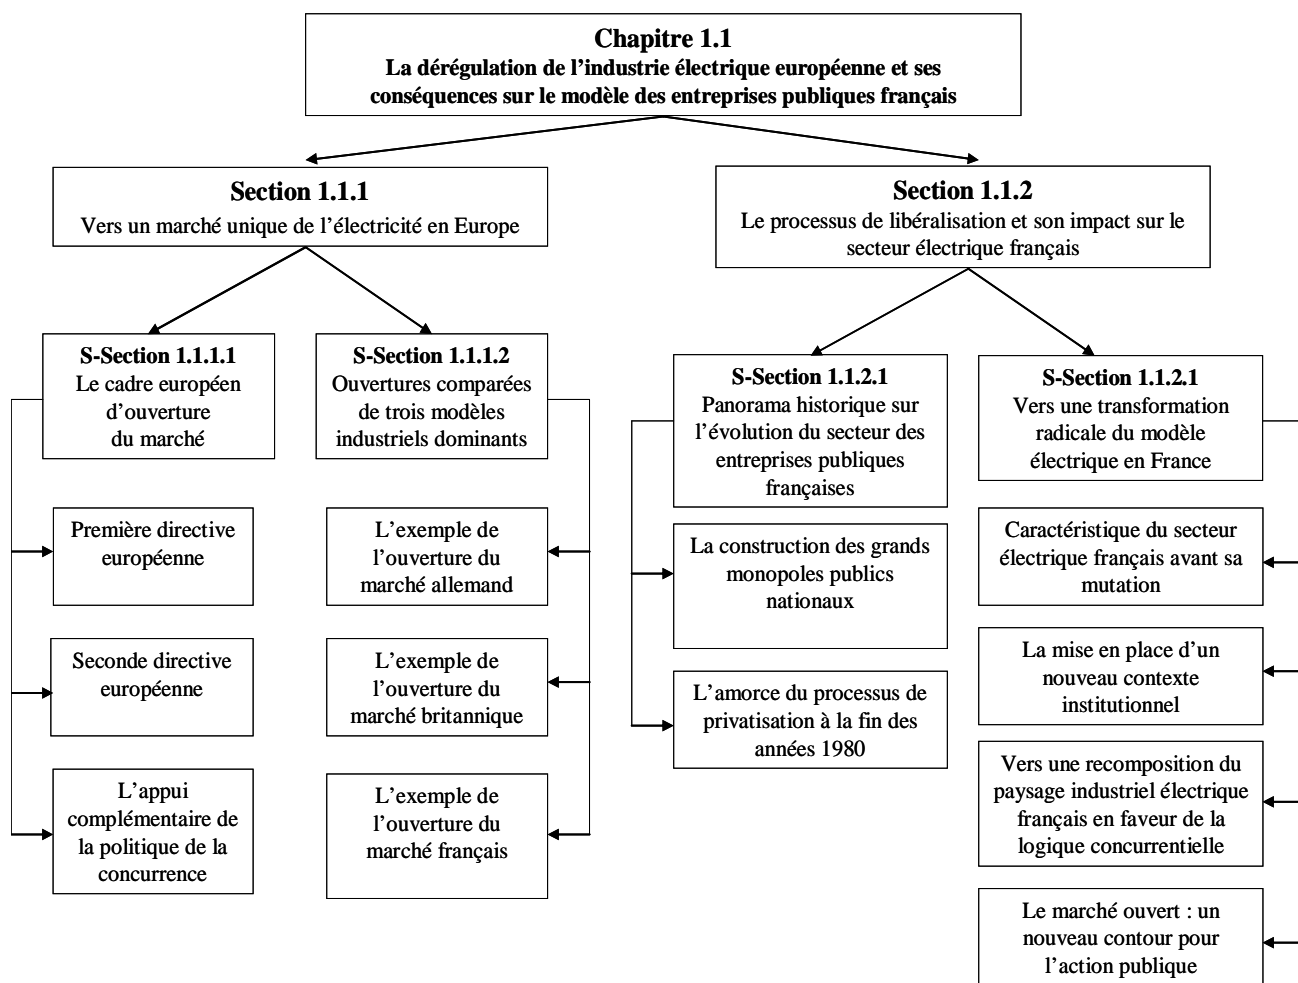 Chapitre 1.1
La dérégulation de l'industrie électrique européenne et ses
conséquences sur le modèle des entreprises publiques français
Section 1.1.1
Vers un marché unique de l'électricité en Europe
Section 1.1.2
Le processus de libéralisation et son impact sur le
secteur électrique français
S-Section 1.1.1.1
Le cadre européen
d'ouverture
du marché
S-Section 1.1.1.2
Ouvertures comparées
de trois modèles
industriels dominants
S-Section 1.1.2.1
Panorama historique sur
l'évolution du secteur des
entreprises publiques
françaises
S-Section 1.1.2.1
Vers une transformation
radicale du modèle
électrique en France
Première directive
européenne
Seconde directive
européenne
L'appui
complémentaire de
la politique de la
concurrence
L'exemple de
l'ouverture du
marché allemand
L'exemple de
l'ouverture du
marché britannique
L'exemple de
l'ouverture du
marché français
La construction des grands
monopoles publics
nationaux
L'amorce du processus de
privatisation à la fin des
années 1980
Caractéristique du secteur
électrique français avant sa
mutation
La mise en place d'un
nouveau contexte
institutionnel
Vers une recomposition du
paysage industriel électrique
français en faveur de la
logique concurrentielle
Le marché ouvert : un
nouveau contour pour
l'action publique